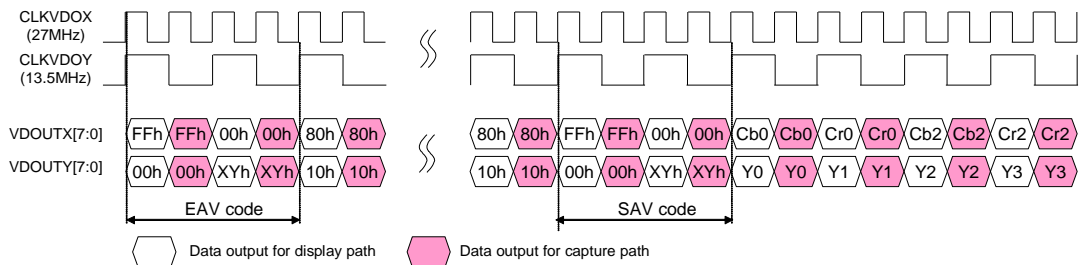 CLKVDOX
(27MHz)
CLKVDOY
(13.5MHz)
VDOUTX[7:0] FFh FFh 00h 00h 80h 80h 80h 80h FFh FFh 00h 00h Cb0 Cb0 Cr0 Cr0 Cb2 Cb2 Cr2 Cr2
VDOUTY[7:0] 00h 00h XYh XYh 10h 10h 10h 10h 00h 00h XYh XYh Y0 Y0 Y1 Y1 Y2 Y2 Y3 Y3
EAV code SAV code
Data output for display path Data output for capture path